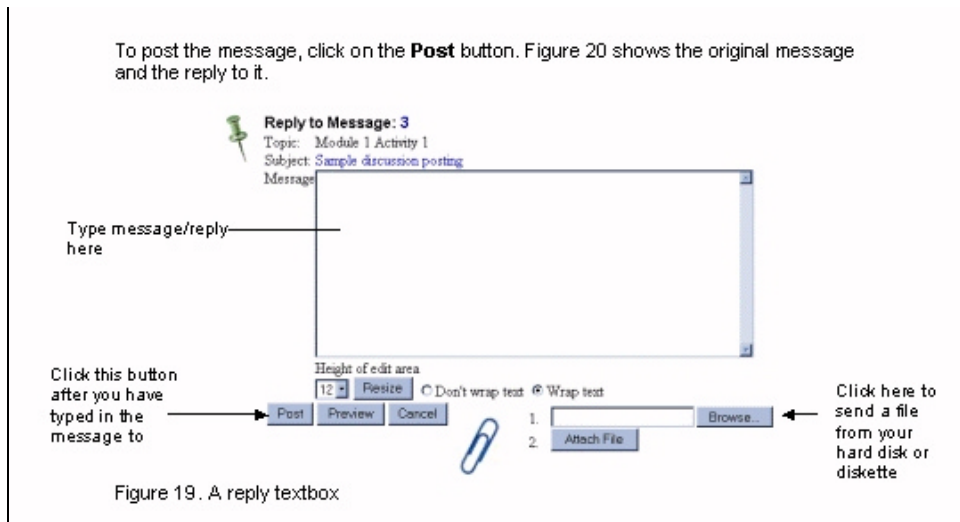 To post the message, click on the Post button. Figure 20 shows the original message
and the reply to it.
Reply to Message: 3
Topic: Module 1 Activity 1
Subject: Sample discussion posting
Message
Type message/reply
here
Height of edit area
12 Resize Don't wrap text Wrap text
Click this button
after you have
typed in the
message to
Post Preview Cancel
1. Browse...
2. Attach File
Click here to
send a file
from your
hard disk or
diskette
Figure 19. A reply textbox